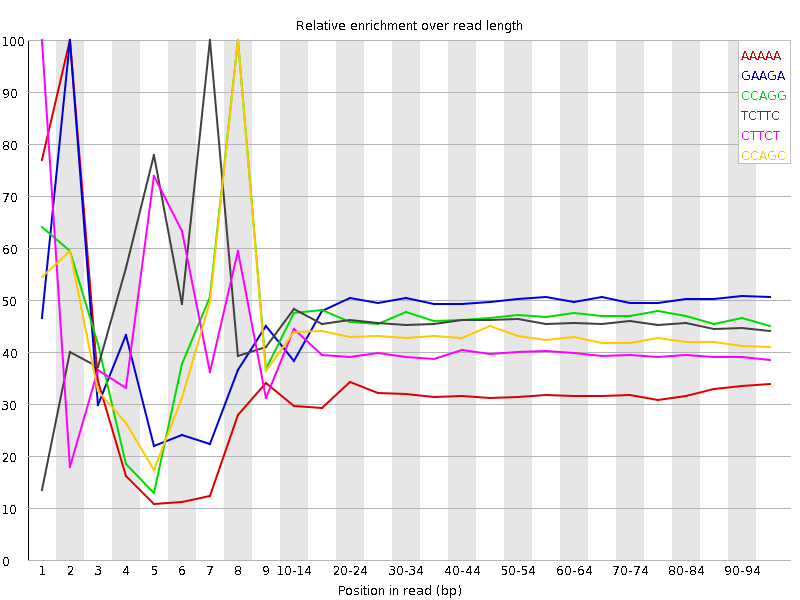 Relative enrichment over read length
100
90
80
70
60
50
40
30
20
10
0
AAAAA
GAAGA
CCAGG
TCTTC
CTTCT
CCAGC
1 2 3 4 5 6 7 8 9 10-14 20-24 30-34 40-44 50-54 60-64 70-74 80-84 90-94
Position in read (bp)